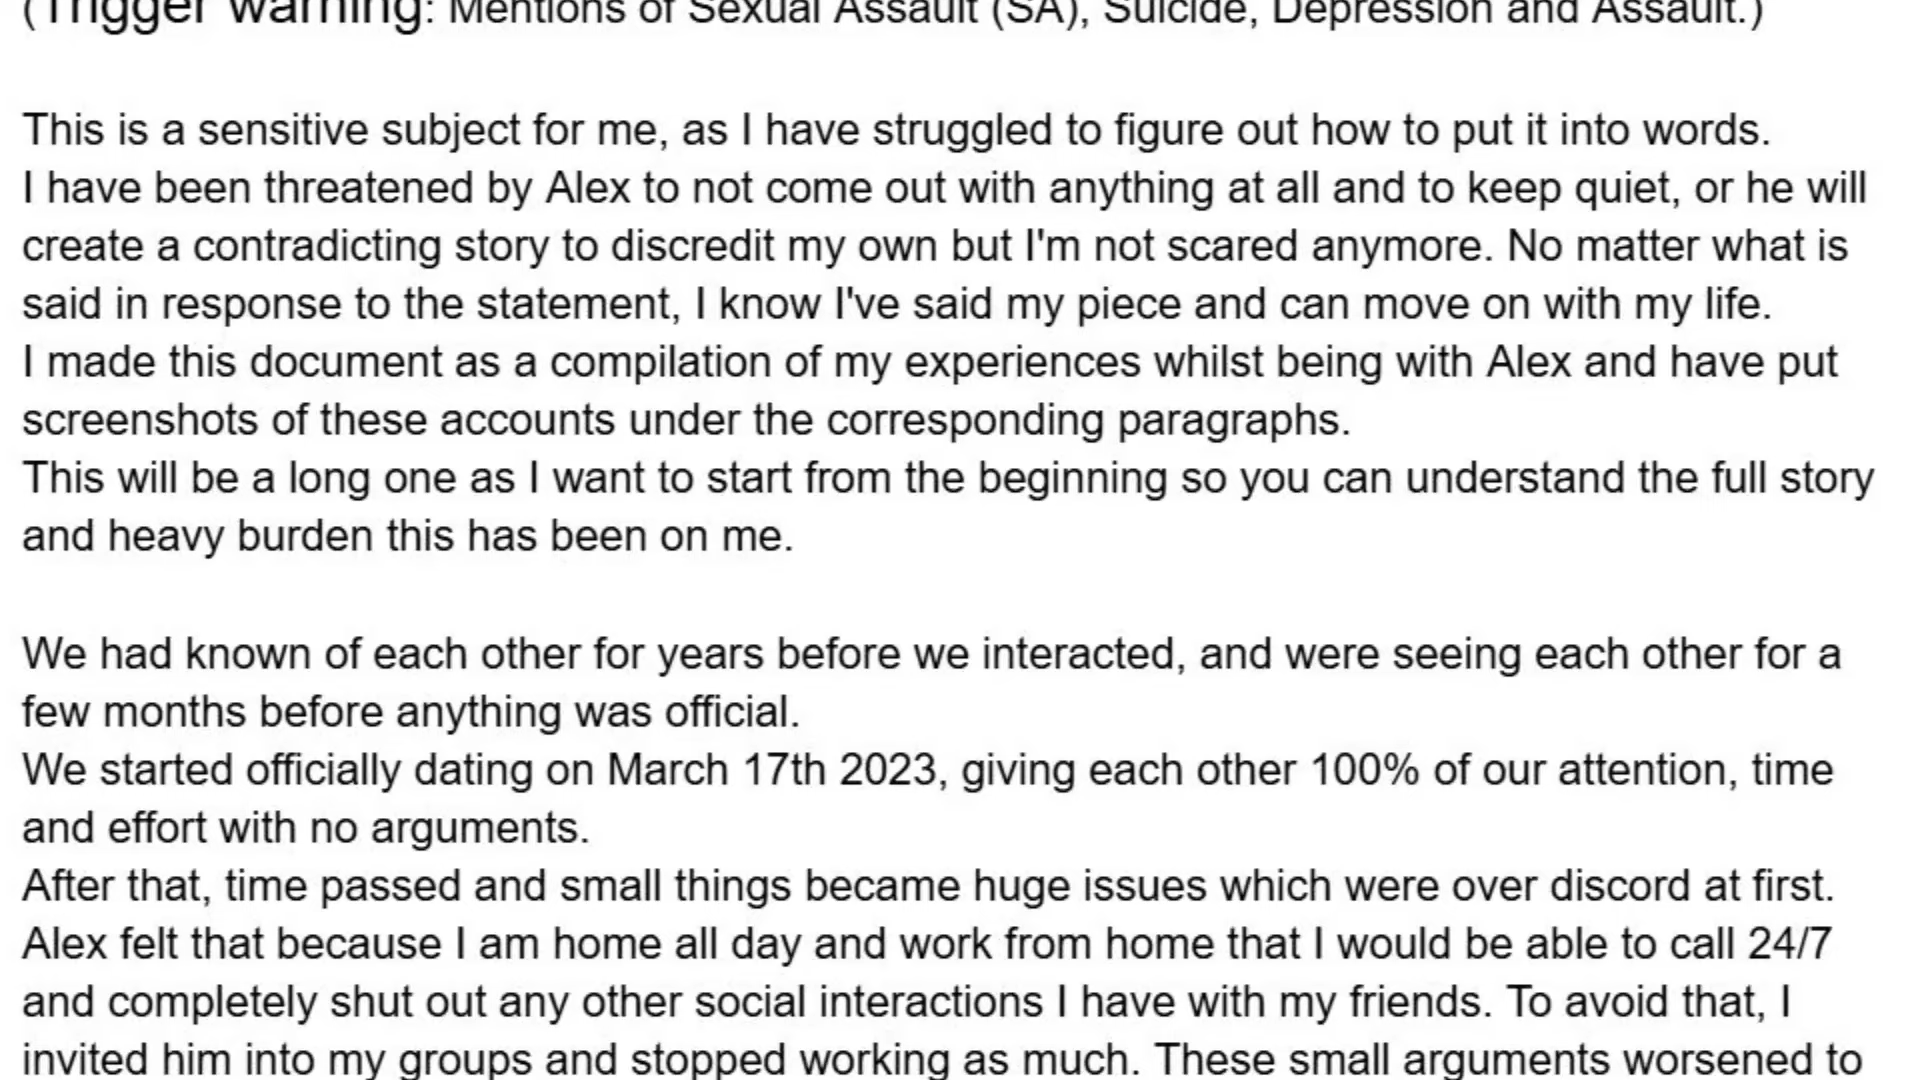 (Trigger warning: Mentions of Sexual Assault (SA), Suicide, Depression and Assault.)
This is a sensitive subject for me, as I have struggled to figure out how to put it into words.
I have been threatened by Alex to not come out with anything at all and to keep quiet, or he will
create a contradicting story to discredit my own but I'm not scared anymore. No matter what is
said in response to the statement, I know I've said my piece and can move on with my life.
I made this document as a compilation of my experiences whilst being with Alex and have put
screenshots of these accounts under the corresponding paragraphs.
This will be a long one as I want to start from the beginning so you can understand the full story
and heavy burden this has been on me.
We had known of each other for years before we interacted, and were seeing each other for a
few months before anything was official.
We started officially dating on March 17th 2023, giving each other 100% of our attention, time
and effort with no arguments.
After that, time passed and small things became huge issues which were over discord at first.
Alex felt that because I am home all day and work from home that I would be able to call 24/7
and completely shut out any other social interactions I have with my friends. To avoid that, I
invited him into my groups and stopped working as much. These small arguments worsened to